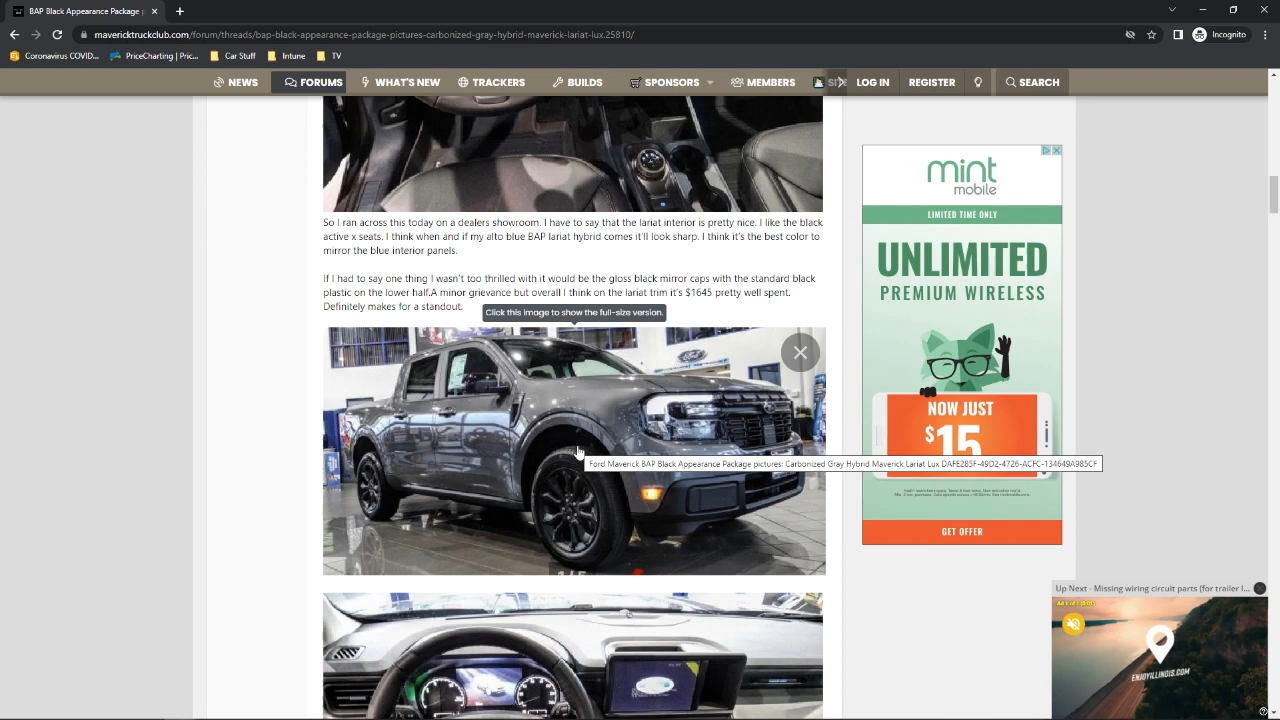 BAP Black Appearance Package p
mavericktruckclub.com/forum/threads/bap-black-appearance-package-pictures-carbonized-gray-hybrid-maverick-lariat-lux.25810/
Incognito
Coronavirus COVID...
PriceCharting | Pric...
Car Stuff
Intune
TV
NEWS
FORUMS
WHAT'S NEW
TRACKERS
BUILDS
SPONSORS
MEMBERS
LOG IN
REGISTER
SEARCH
So I ran across this today on a dealers showroom. I have to say that the lariat interior is pretty nice. I like the black
active x seats. I think when and if my alto blue BAP lariat hybrid comes it'll look sharp. I think it's the best color to
mirror the blue interior panels.
If I had to say one thing I wasn't too thrilled with it would be the gloss black mirror caps with the standard black
plastic on the lower half.A minor grievance but overall I think on the lariat trim it's $1645 pretty well spent.
Definitely makes for a standout.
Click this image to show the full-size version.
Ford
Ford Maverick BAP Black Appearance Package pictures: Carbonized Gray Hybrid Maverick Lariat Lux DAFE285F-49D2-4726-ACFC-134649A985CF
mint
mobile
LIMITED TIME ONLY
UNLIMITED
PREMIUM WIRELESS
NOW JUST
$15
GET OFFER
Up Next - Missing wiring circuit parts (for trailer l...
ENJOYILLINOIS.COM